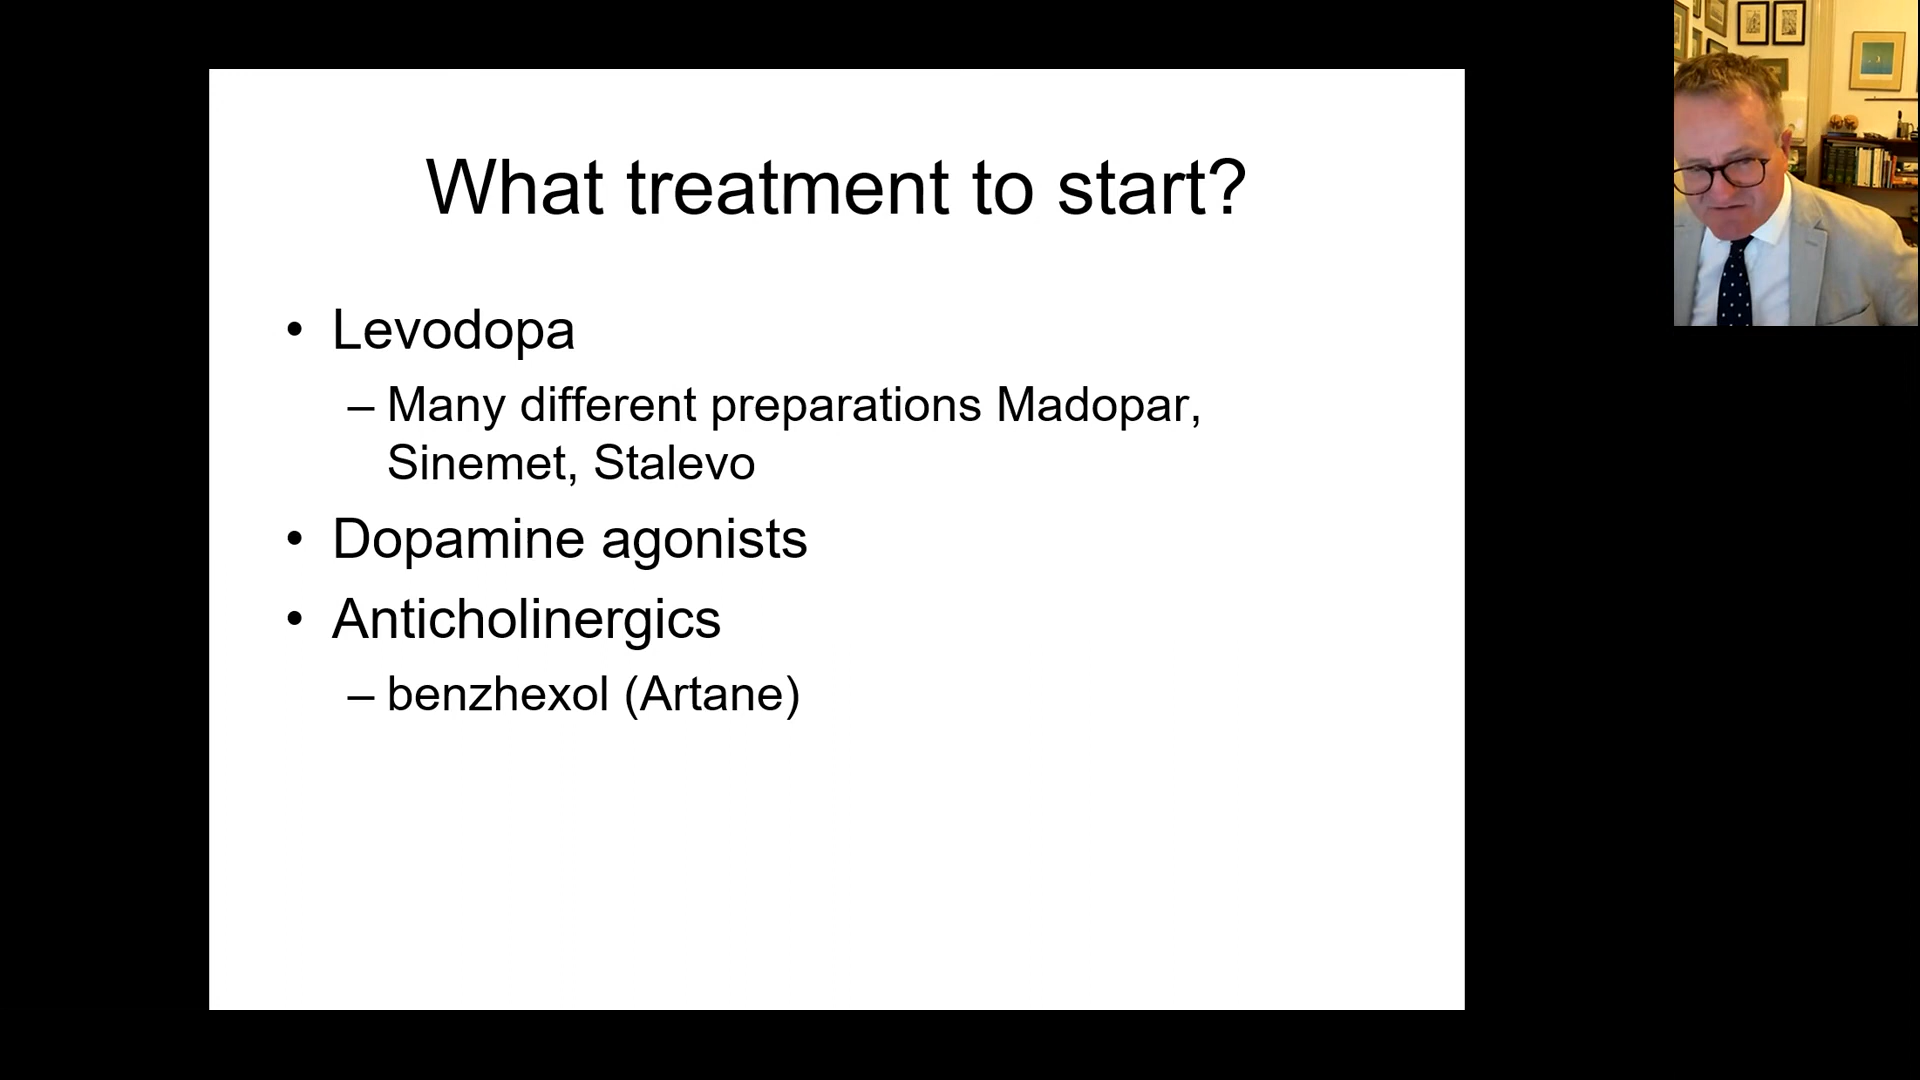 What treatment to start?
• Levodopa
– Many different preparations Madopar,
Sinemet, Stalevo
• Dopamine agonists
• Anticholinergics
– benzhexol (Artane)